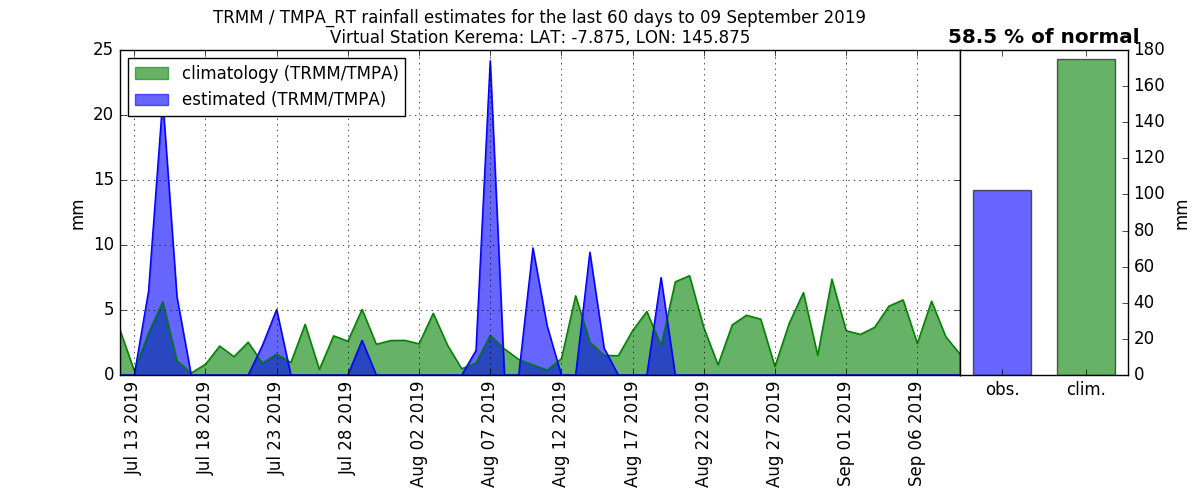 TRMM / TMPA_RT rainfall estimates for the last 60 days to 09 September 2019
Virtual Station Kerema: LAT: -7.875, LON: 145.875
58.5 % of normal
climatology (TRMM/TMPA)
estimated (TRMM/TMPA)
25
20
15
10
5
0
mm
Jul 13 2019
Jul 18 2019
Jul 23 2019
Jul 28 2019
Aug 02 2019
Aug 07 2019
Aug 12 2019
Aug 17 2019
Aug 22 2019
Aug 27 2019
Sep 01 2019
Sep 06 2019
180
160
140
120
100
80
60
40
20
0
mm
obs.
clim.